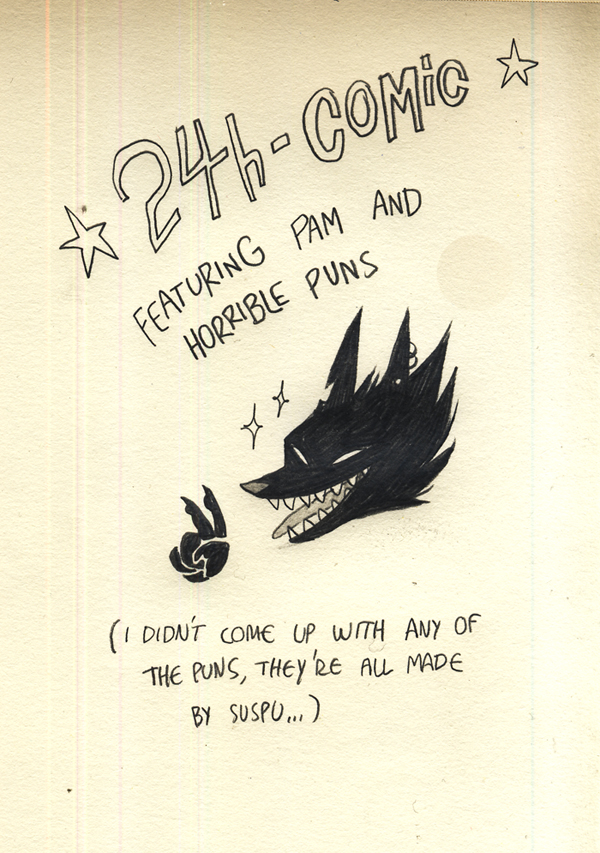 24h-COMiC
FEATURING PAM AND
HORRIBLE PUNS
(I DIDN'T COME UP WITH ANY OF
THE PUNS, THEY'RE ALL MADE
BY SUSPU...)